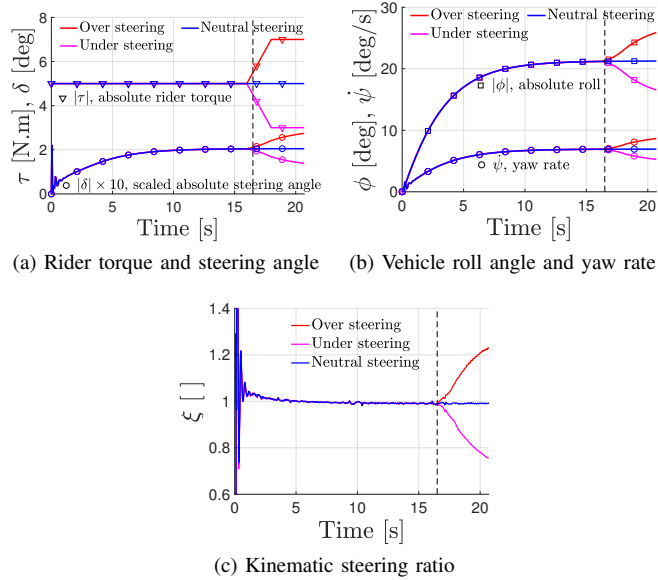 Over steering
Neutral steering
Under steering
|τ|, absolute rider torque
|δ| × 10, scaled absolute steering angle
τ [N.m], δ [deg]
8
6
4
2
0
0 5 10 15 20
Time [s]
(a) Rider torque and steering angle
Over steering
Neutral steering
Under steering
|ϕ|, absolute roll
ψ̇, yaw rate
ϕ [deg], ψ̇ [deg/s]
30
20
10
0
0 5 10 15 20
Time [s]
(b) Vehicle roll angle and yaw rate
Over steering
Under steering
Neutral steering
ξ [ ]
1.4
1.2
1
0.8
0.6
0 5 10 15 20
Time [s]
(c) Kinematic steering ratio